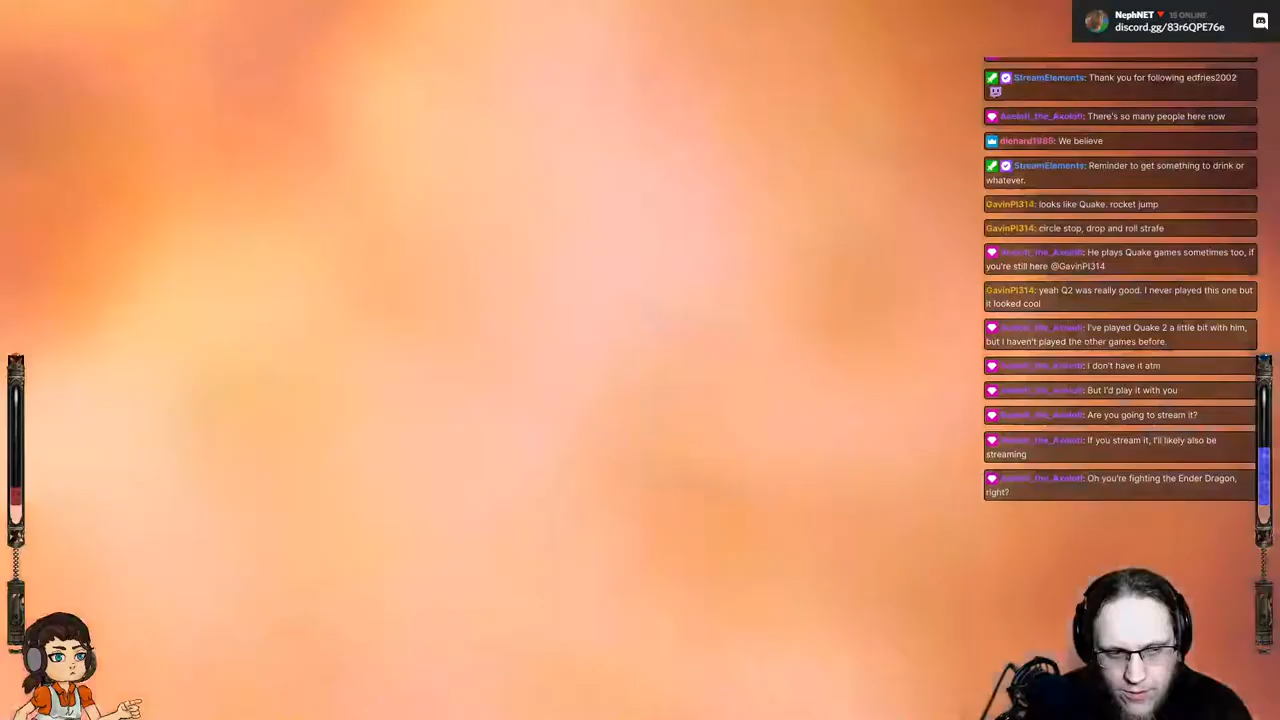 NephNET 15 ONLINE
discord.gg/83r6QPE76e
StreamElements: Thank you for following edfries2002
Axolotl_the_Axolotl: There's so many people here now
diehard1985: We believe
StreamElements: Reminder to get something to drink or
whatever.
GavinPI314: looks like Quake. rocket jump
GavinPI314: circle stop, drop and roll strafe
He plays Quake games sometimes too, if
you're still here @GavinPI314
GavinPI314: yeah Q2 was really good. I never played this one but
it looked cool
I've played Quake 2 a little bit with him,
but I haven't played the other games before.
I don't have it atm
But I'd play it with you
Are you going to stream it?
If you stream it, I'll likely also be
streaming
Oh you're fighting the Ender Dragon,
right?